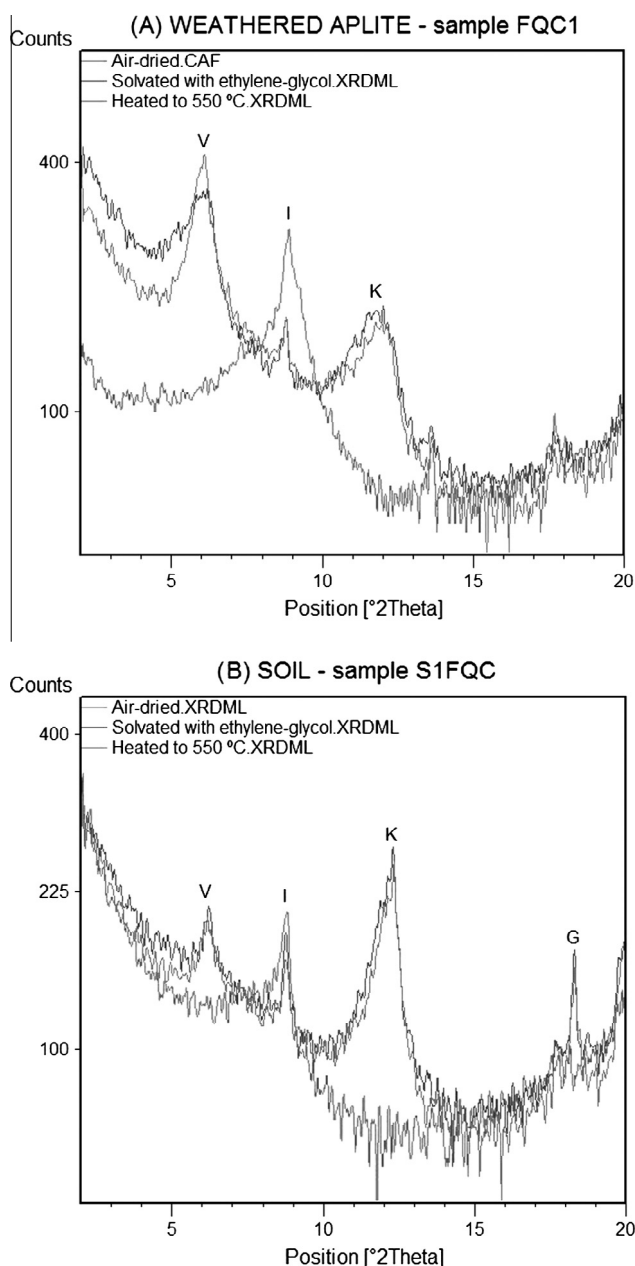 (A) WEATHERED APLITE - sample FQC1
Counts
Air-dried.CAF
Solvated with ethylene-glycol.XRDML
Heated to 550 ºC.XRDML
V
400
I
K
100
5 10 15 20
Position [°2Theta]
(B) SOIL - sample S1FQC
Counts
Air-dried.XRDML
Solvated with ethylene-glycol.XRDML
Heated to 550 ºC.XRDML
400
K
V I
225
G
100
5 10 15 20
Position [°2Theta]